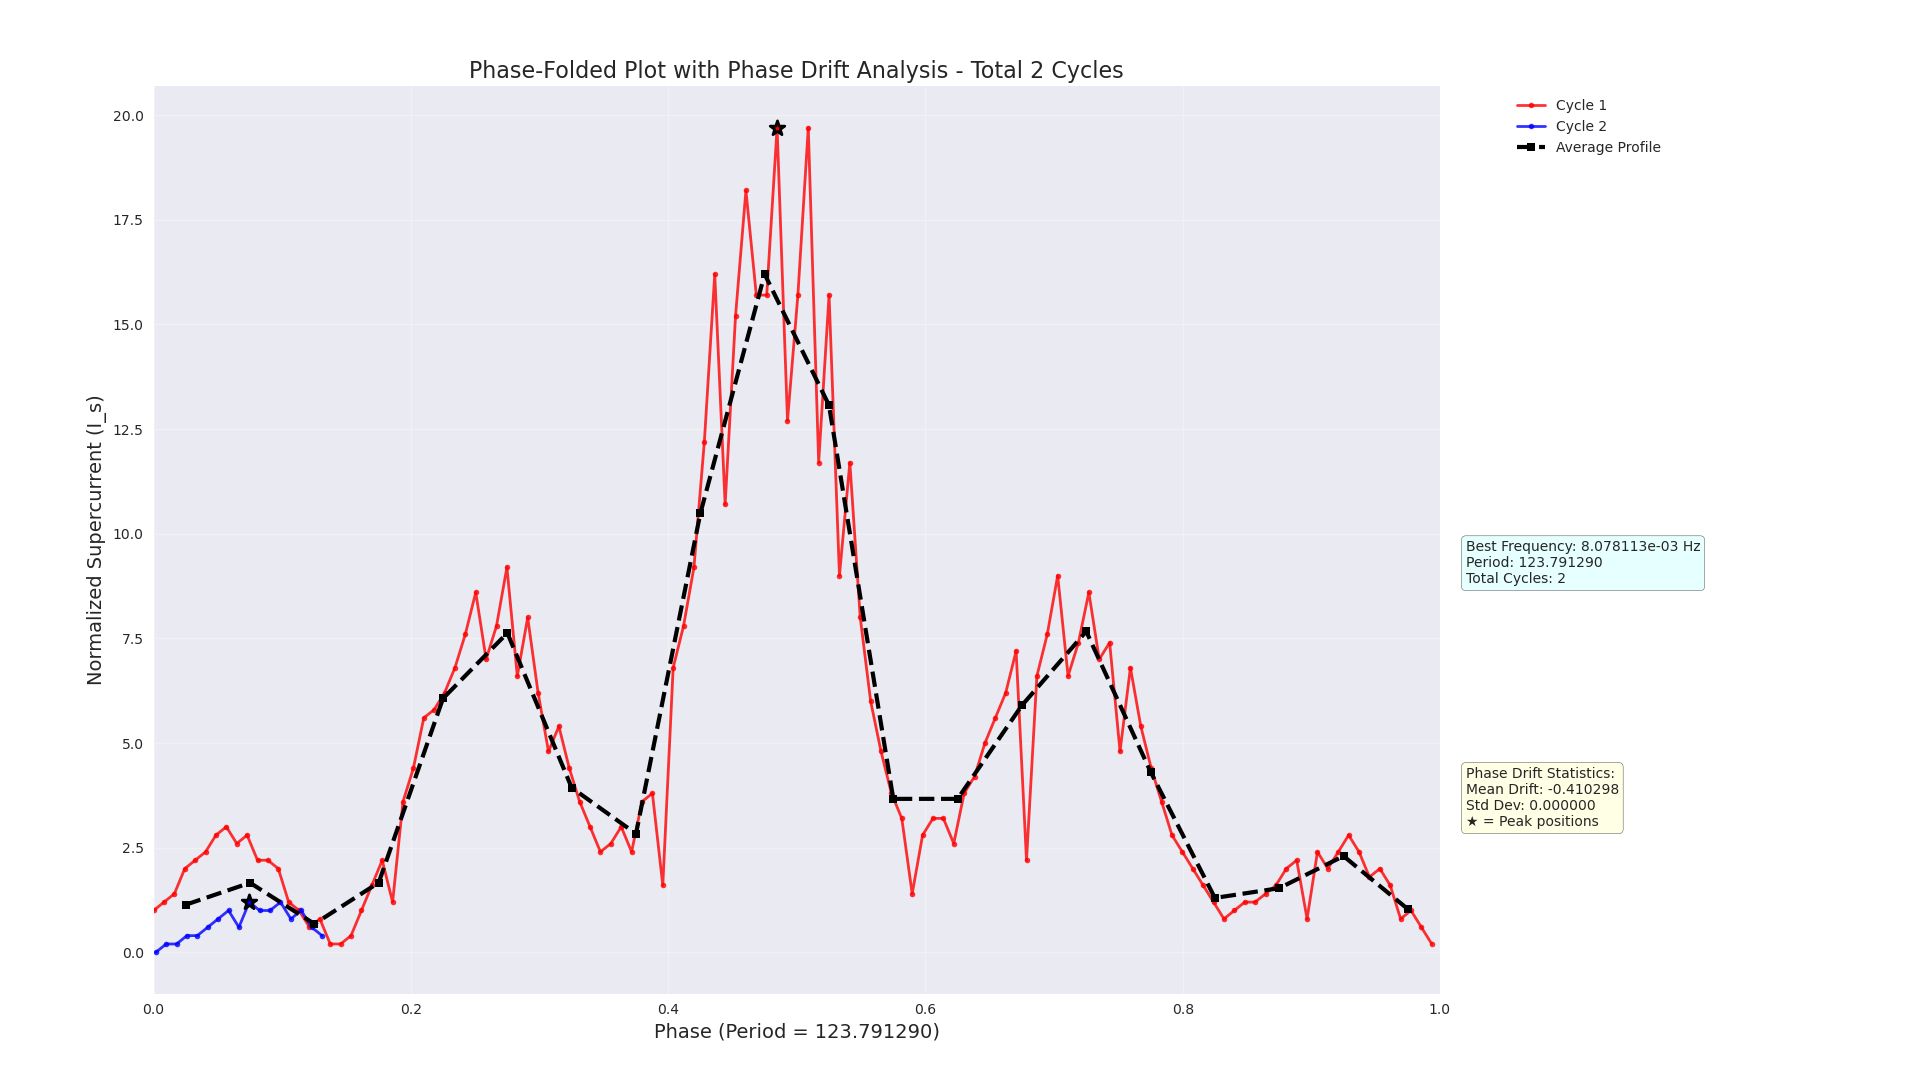 Phase-Folded Plot with Phase Drift Analysis - Total 2 Cycles
Cycle 1
Cycle 2
Average Profile
Normalized Supercurrent (I_s)
20.0
17.5
15.0
12.5
10.0
7.5
5.0
2.5
0.0
0.0
0.2
0.4
0.6
0.8
1.0
Phase (Period = 123.791290)
Best Frequency: 8.078113e-03 Hz
Period: 123.791290
Total Cycles: 2
Phase Drift Statistics:
Mean Drift: -0.410298
Std Dev: 0.000000
★ = Peak positions